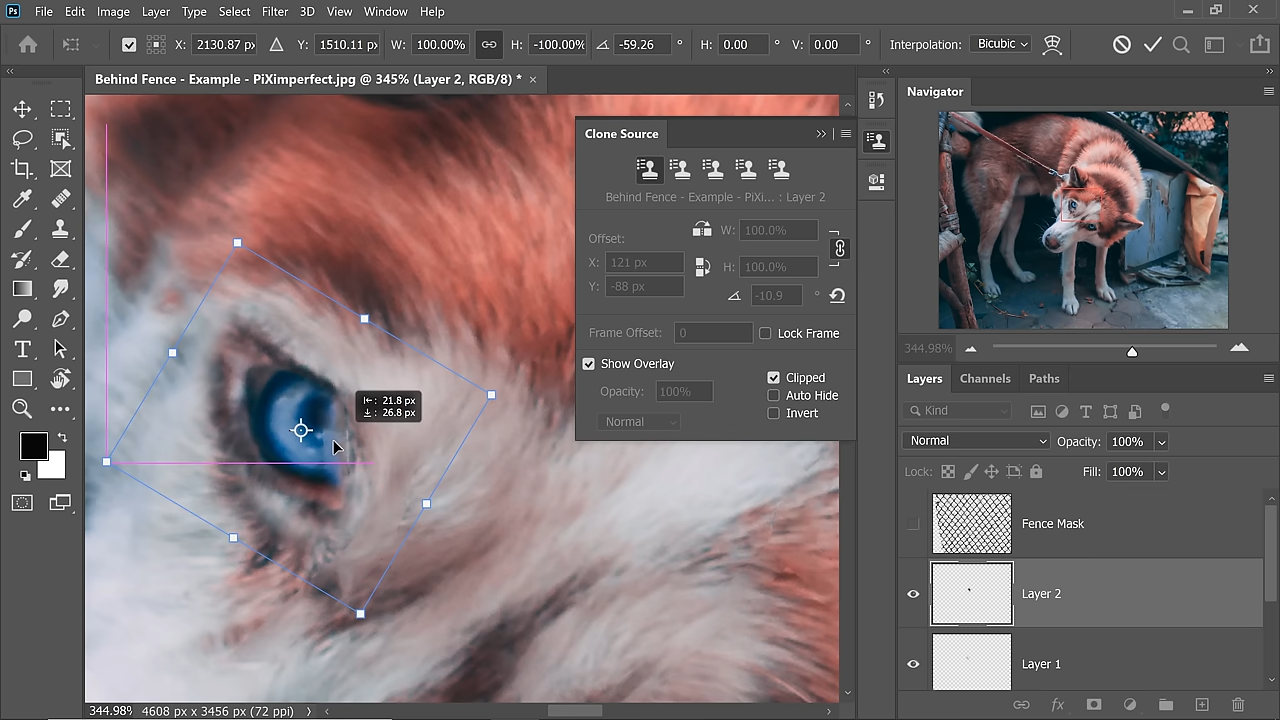 Ps File Edit Image Layer Type Select Filter 3D View Window Help
X: 2130.87 px Y: 1510.11 px W: 100.00% H: -100.00% -59.26 ° H: 0.00 ° V: 0.00 ° Interpolation: Bicubic
Behind Fence - Example - PiXimperfect.jpg @ 345% (Layer 2, RGB/8) * ×
Clone Source
Behind Fence - Example - PiXi... : Layer 2
Offset:
W: 100.0%
X: 121 px
H: 100.0%
Y: -88 px
-10.9 °
Frame Offset: 0 Lock Frame
Show Overlay
Clipped
Opacity: 100%
Auto Hide
Normal
Invert
21.8 px
26.8 px
Navigator
344.98%
Layers Channels Paths
Kind
Normal Opacity: 100%
Lock: Fill: 100%
Fence Mask
Layer 2
Layer 1
344.98% 4608 px x 3456 px (72 ppi)